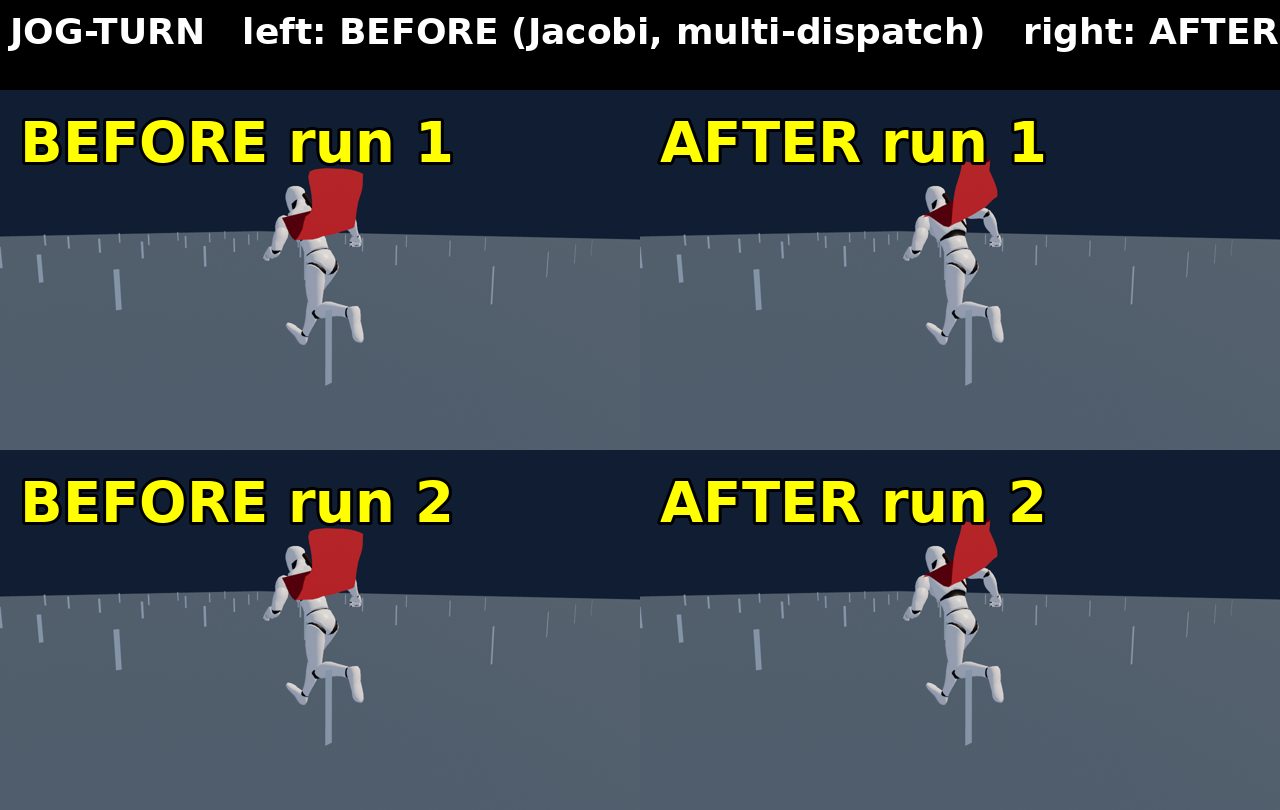 JOG-TURN left: BEFORE (Jacobi, multi-dispatch) right: AFTER
BEFORE run 1
AFTER run 1
BEFORE run 2
AFTER run 2